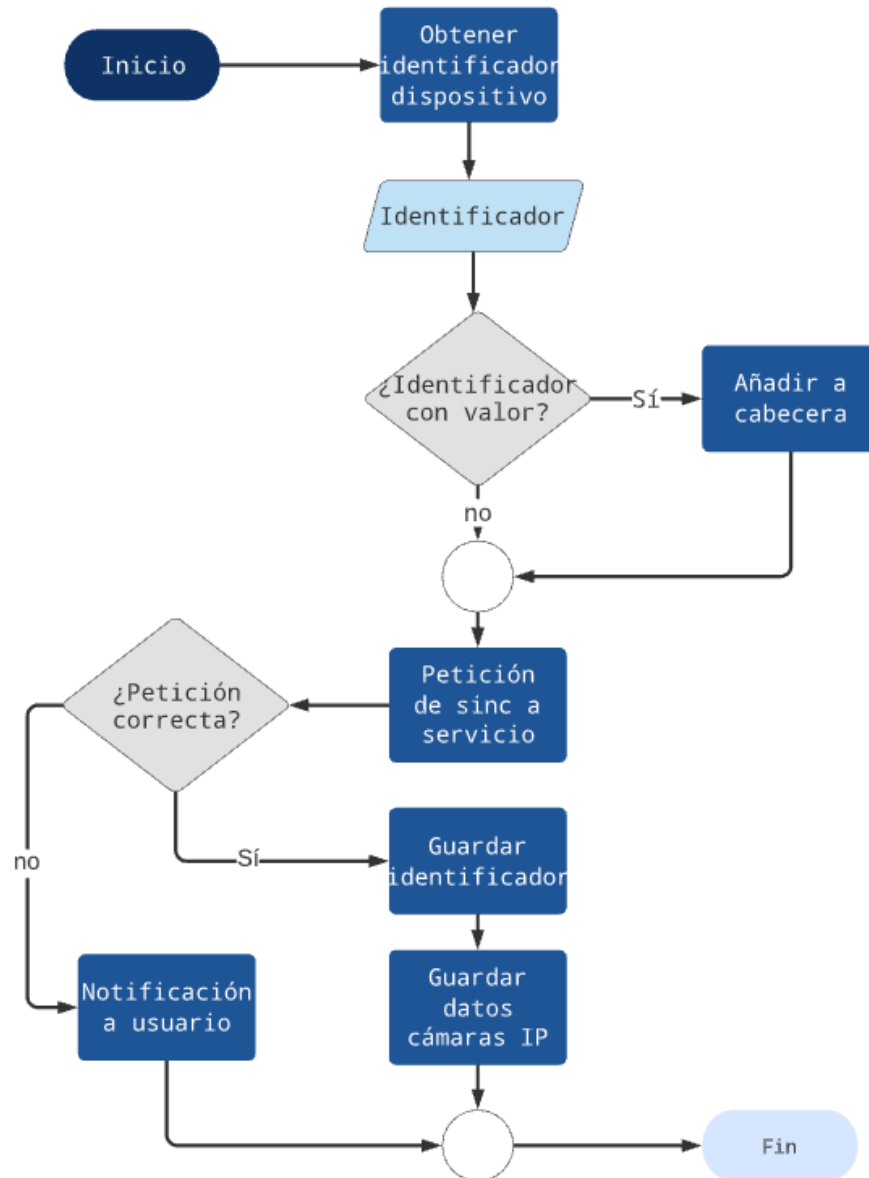 Inicio
Obtener
identificador
dispositivo
Identificador
¿Identificador
con valor?
Sí
Añadir a
cabecera
no
¿Petición
correcta?
Petición
de sinc a
servicio
no
Sí
Guardar
identificador
Notificación
a usuario
Guardar
datos
cámaras IP
Fin